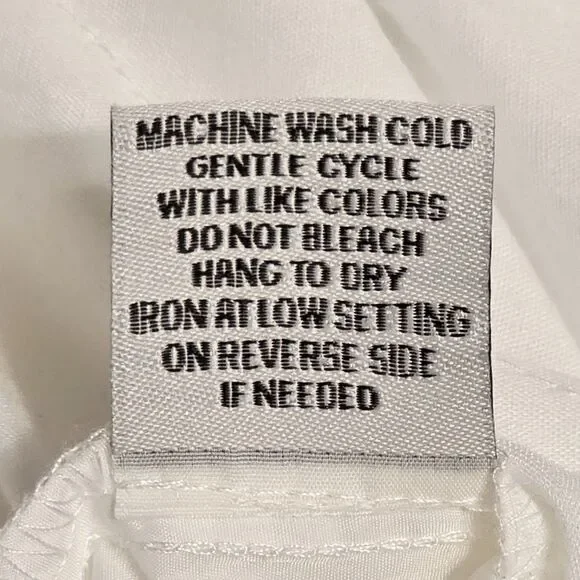 MACHINE WASH COLD
GENTLE CYCLE
WITH LIKE COLORS
DO NOT BLEACH
HANG TO DRY
IRON AT LOW SETTING
ON REVERSE SIDE
IF NEEDED